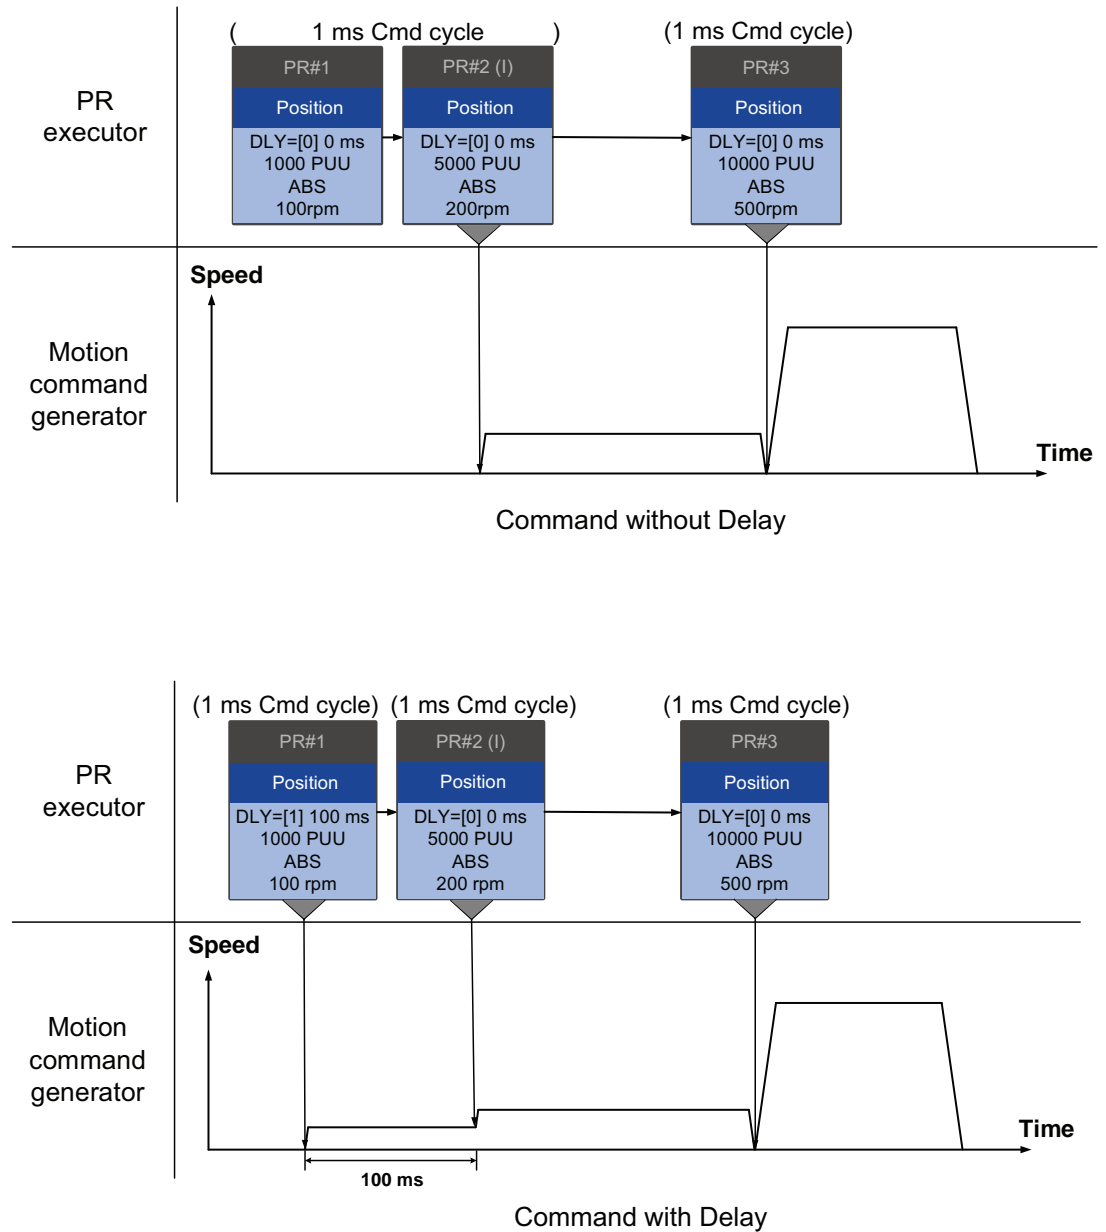 ( 1 ms Cmd cycle ) (1 ms Cmd cycle)
PR
executor
PR#1
Position
DLY=[0] 0 ms
1000 PUU
ABS
100rpm
PR#2 (I)
Position
DLY=[0] 0 ms
5000 PUU
ABS
200rpm
PR#3
Position
DLY=[0] 0 ms
10000 PUU
ABS
500rpm
Motion
command
generator
Speed
Time
Command without Delay
(1 ms Cmd cycle) (1 ms Cmd cycle) (1 ms Cmd cycle)
PR
executor
PR#1
Position
DLY=[1] 100 ms
1000 PUU
ABS
100 rpm
PR#2 (I)
Position
DLY=[0] 0 ms
5000 PUU
ABS
200 rpm
PR#3
Position
DLY=[0] 0 ms
10000 PUU
ABS
500 rpm
Motion
command
generator
Speed
Time
100 ms
Command with Delay